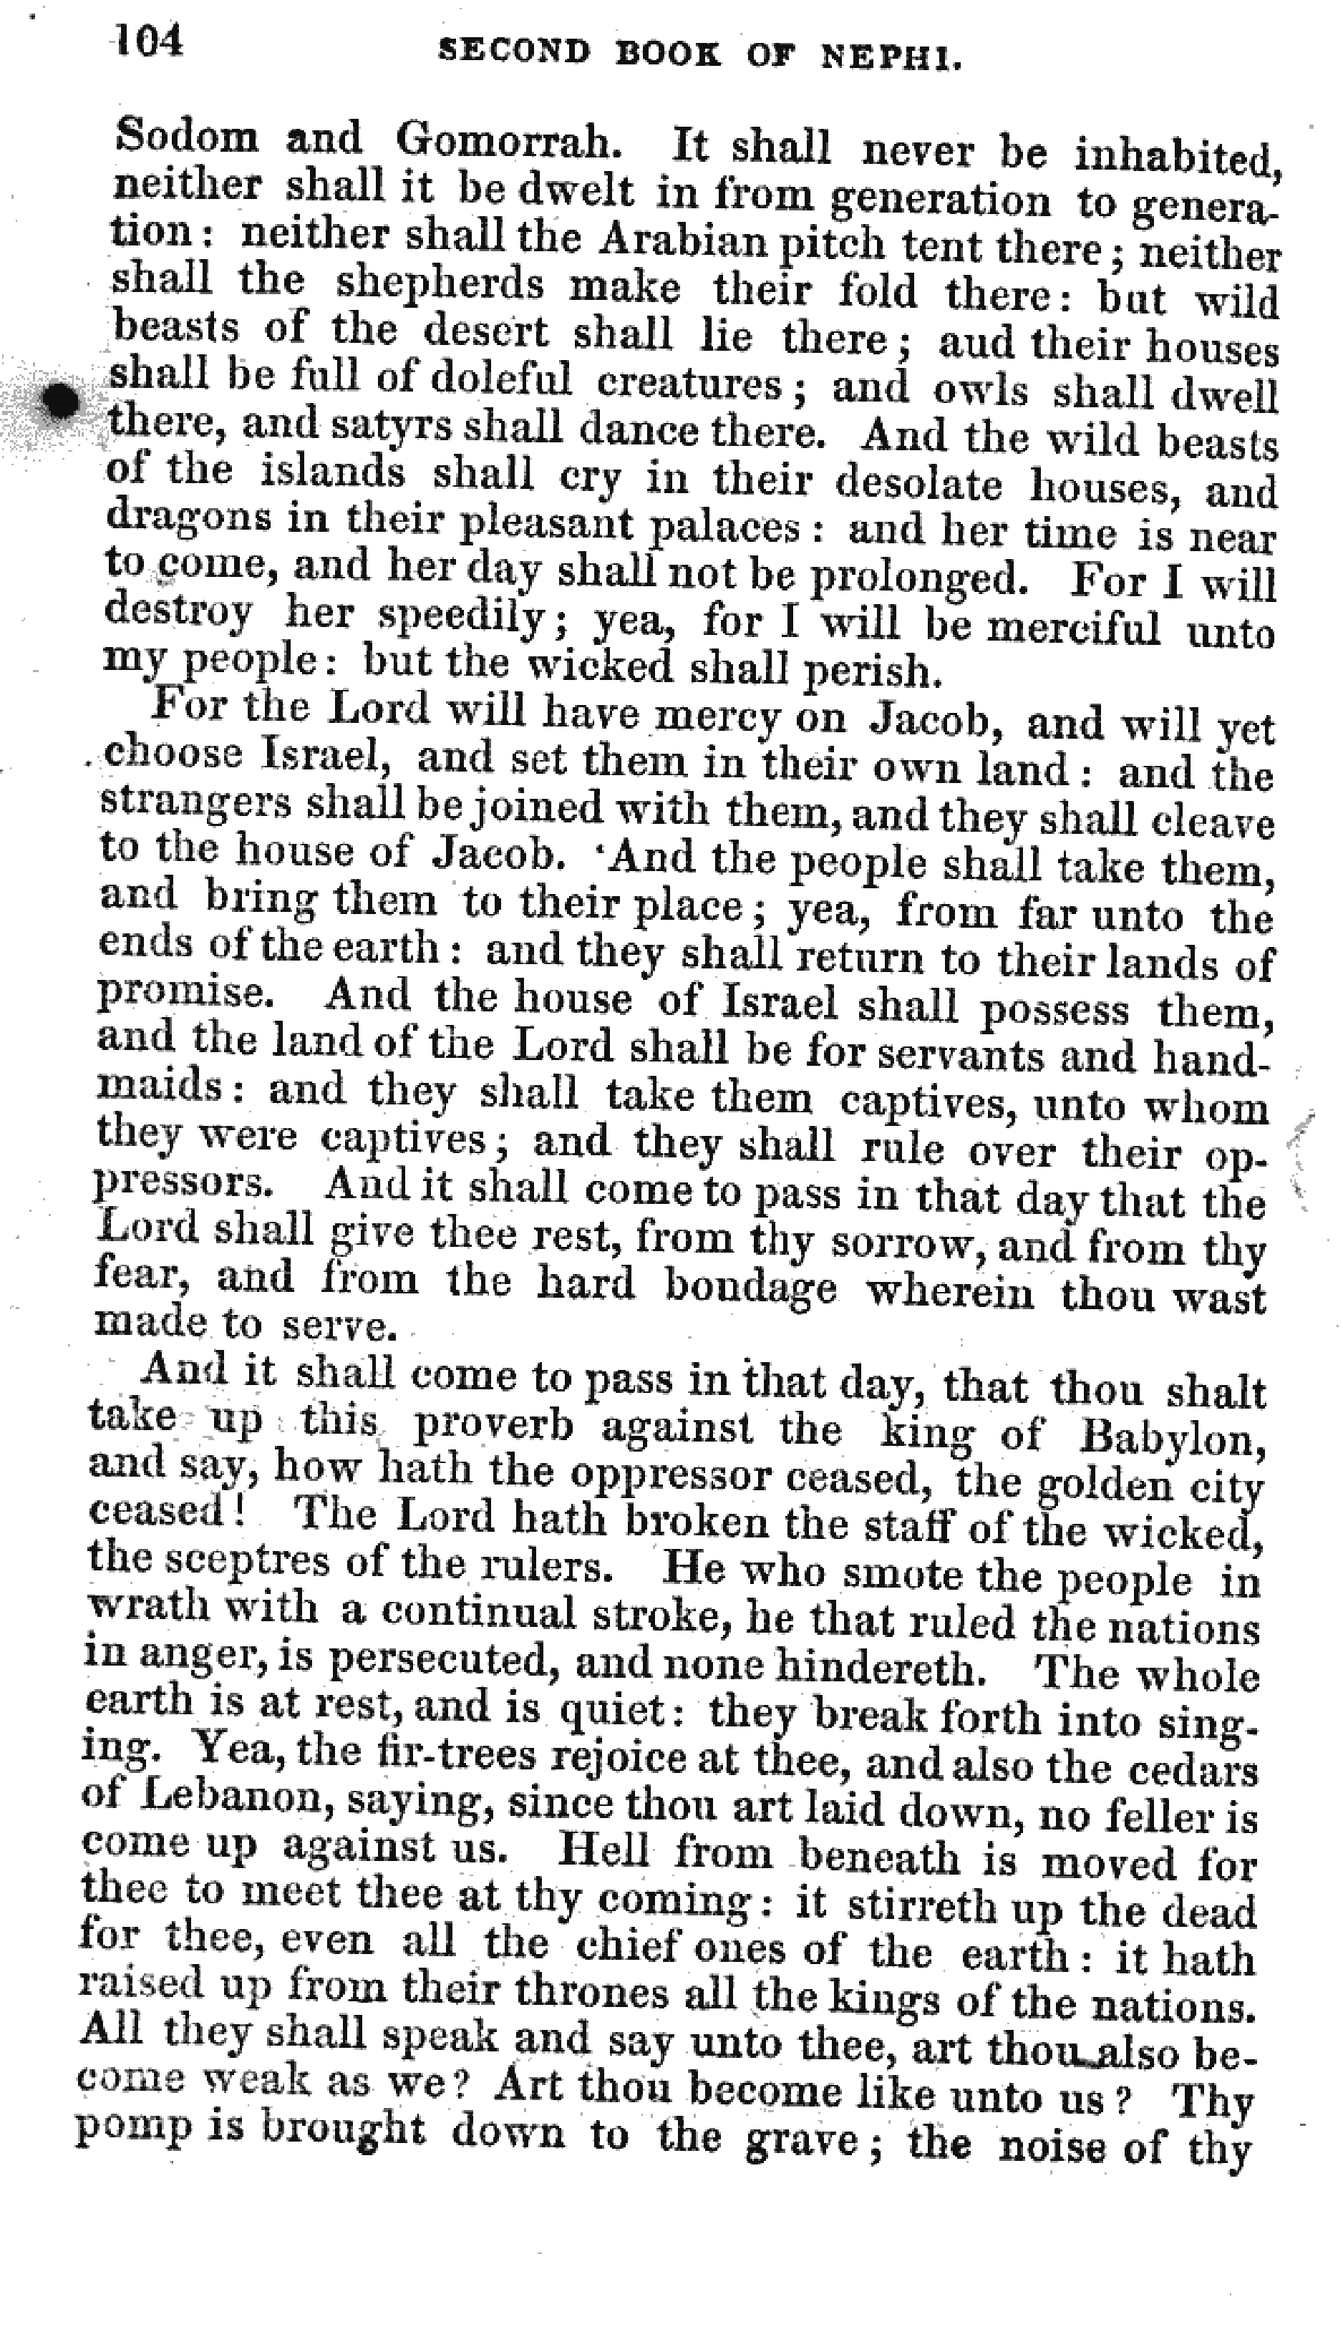 104 SECOND BOOK OF NEPHI.
Sodom and Gomorrah. It shall never be inhabited,
neither shall it be dwelt in from generation to genera-
tion: neither shall the Arabian pitch tent there; neither
shall the shepherds make their fold there: but wild
beasts of the desert shall lie there; aud their houses
shall be full of doleful creatures; and owls shall dwell
there, and satyrs shall dance there. And the wild beasts
of the islands shall cry in their desolate houses, and
dragons in their pleasant palaces: and her time is near
to come, and her day shall not be prolonged. For I will
destroy her speedily; yea, for I will be merciful unto
my people: but the wicked shall perish.
For the Lord will have mercy on Jacob, and will yet
choose Israel, and set them in their own land: and the
strangers shall be joined with them, and they shall cleave
to the house of Jacob. 'And the people shall take them,
and bring them to their place; yea, from far unto the
ends of the earth: and they shall return to their lands of
promise. And the house of Israel shall possess them,
and the land of the Lord shall be for servants and hand-
maids: and they shall take them captives, unto whom
they were captives; and they shall rule over their op-
pressors. And it shall come to pass in that day that the
Lord shall give thee rest, from thy sorrow, and from thy
fear, and from the hard bondage wherein thou wast
made to serve.
And it shall come to pass in that day, that thou shalt
take up this proverb against the king of Babylon,
and say, how hath the oppressor ceased, the golden city
ceased! The Lord hath broken the staff of the wicked,
the sceptres of the rulers. He who smote the people in
wrath with a continual stroke, he that ruled the nations
in anger, is persecuted, and none hindereth. The whole
earth is at rest, and is quiet: they break forth into sing-
ing. Yea, the fir-trees rejoice at thee, and also the cedars
of Lebanon, saying, since thou art laid down, no feller is
come up against us. Hell from beneath is moved for
thee to meet thee at thy coming: it stirreth up the dead
for thee, even all the chief ones of the earth: it hath
raised up from their thrones all the kings of the nations.
All they shall speak and say unto thee, art thou also be-
come weak as we? Art thou become like unto us? Thy
pomp is brought down to the grave; the noise of thy